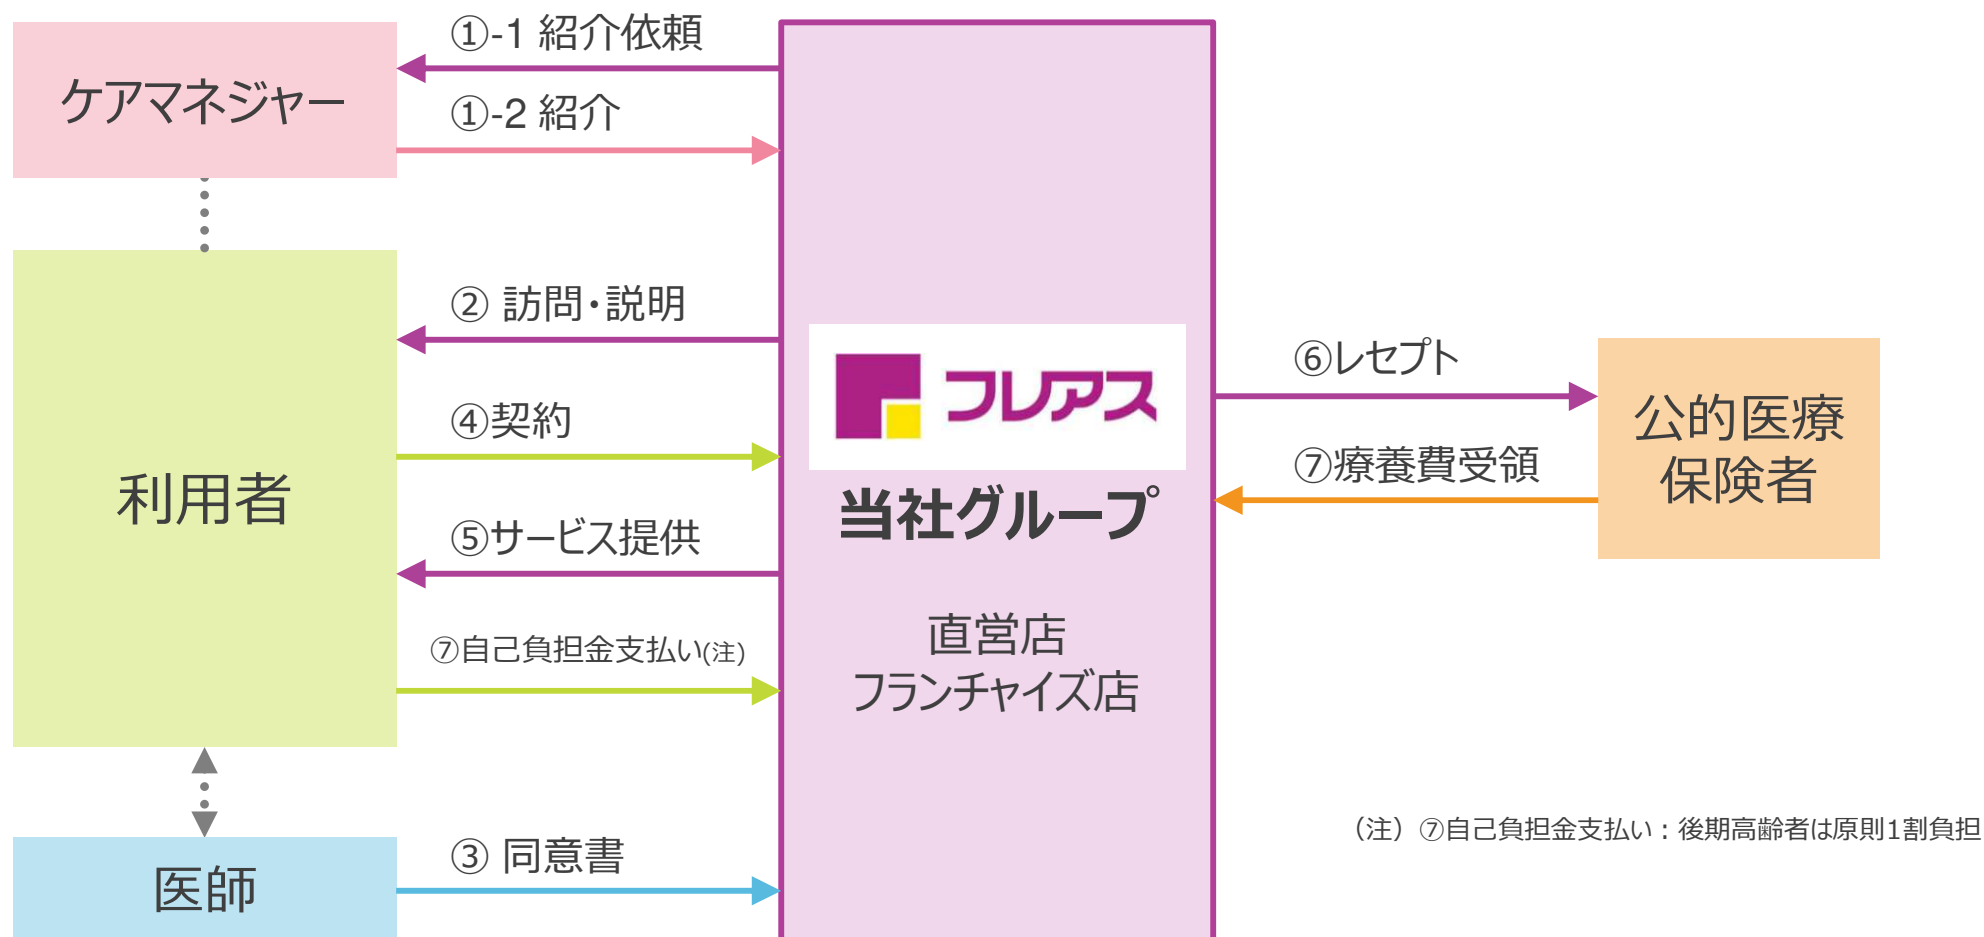 ケアマネジャー
①-1 紹介依頼
①-2 紹介
利用者
② 訪問・説明
④契約
⑤サービス提供
⑦自己負担金支払い(注)
医師
③ 同意書
フレアス
当社グループ
直営店
フランチャイズ店
⑥レセプト
⑦療養費受領
公的医療
保険者
（注）⑦自己負担金支払い：後期高齢者は原則1割負担